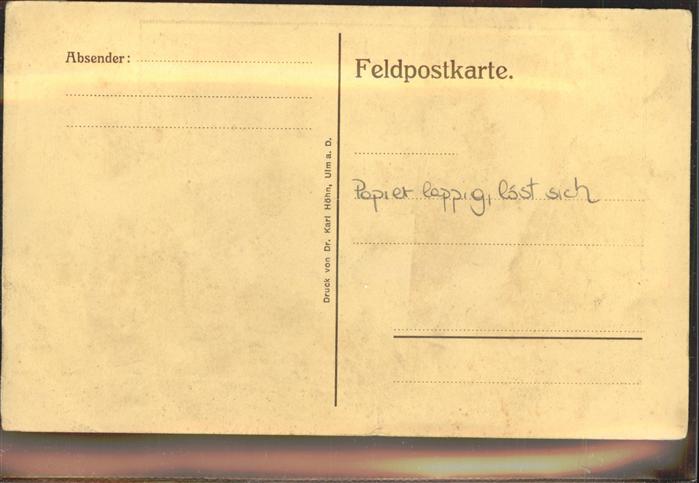 Absender:
Feldpostkarte.
Papier lappig, löst sich
Druck von Dr. Karl Höhn, Ulm a. D.